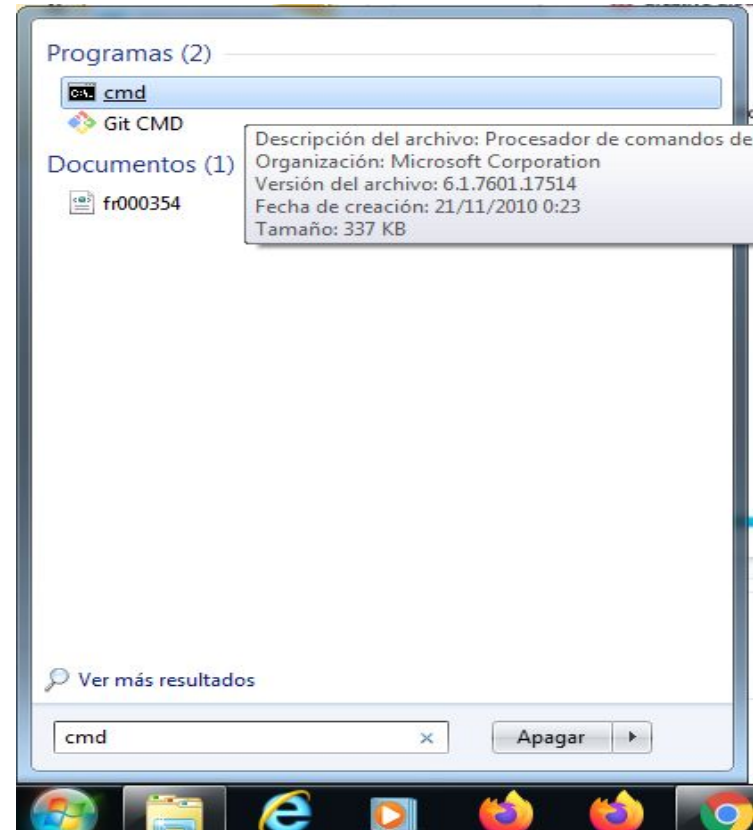 Programas (2)
cmd
Git CMD
Descripción del archivo: Procesador de comandos de
Organización: Microsoft Corporation
Versión del archivo: 6.1.7601.17514
Fecha de creación: 21/11/2010 0:23
Tamaño: 337 KB
Documentos (1)
fr000354
Ver más resultados
cmd
Apagar